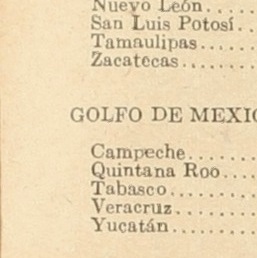 Nuevo León.....
San Luis Potosí..
Tamaulipas.....
Zacatecas.......
GOLFO DE MEXIC
Campeche.......
Quintana Roo....
Tabasco.........
Veracruz........
Yucatán.........